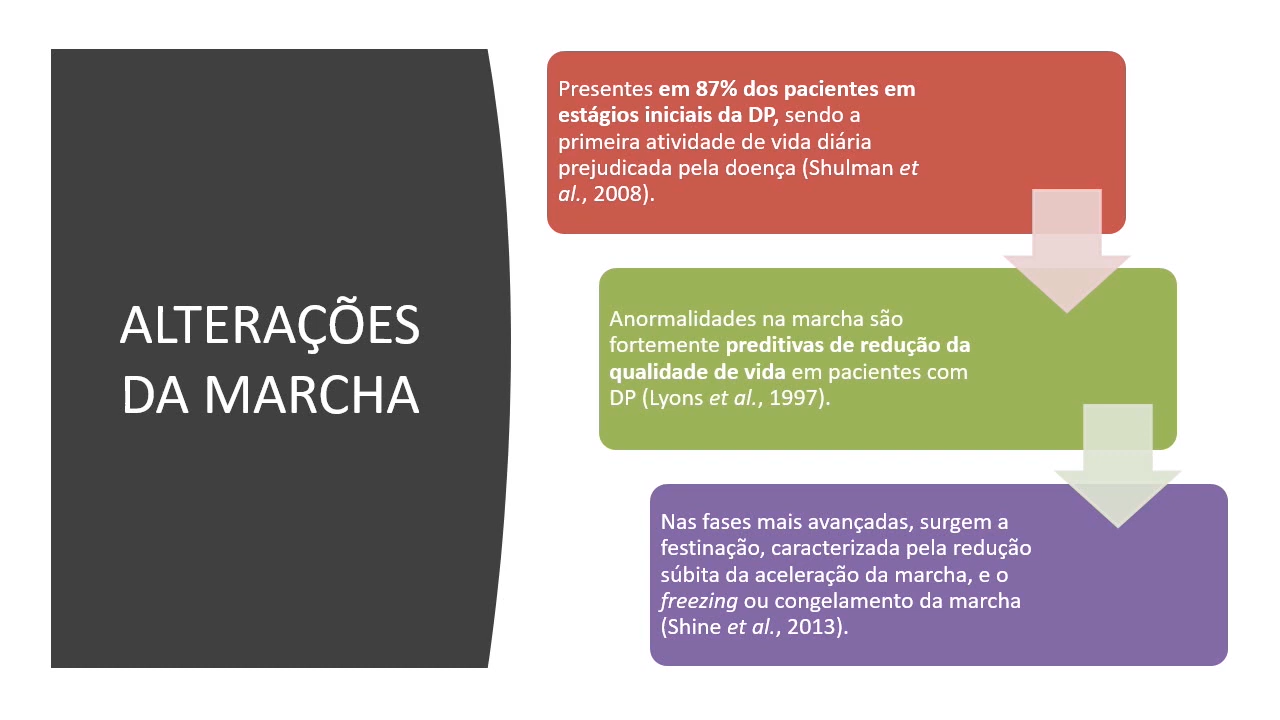 ALTERAÇÕES
DA MARCHA
Presentes em 87% dos pacientes em
estágios iniciais da DP, sendo a
primeira atividade de vida diária
prejudicada pela doença (Shulman et
al., 2008).
Anormalidades na marcha são
fortemente preditivas de redução da
qualidade de vida em pacientes com
DP (Lyons et al., 1997).
Nas fases mais avançadas, surgem a
festinação, caracterizada pela redução
súbita da aceleração da marcha, e o
freezing ou congelamento da marcha
(Shine et al., 2013).